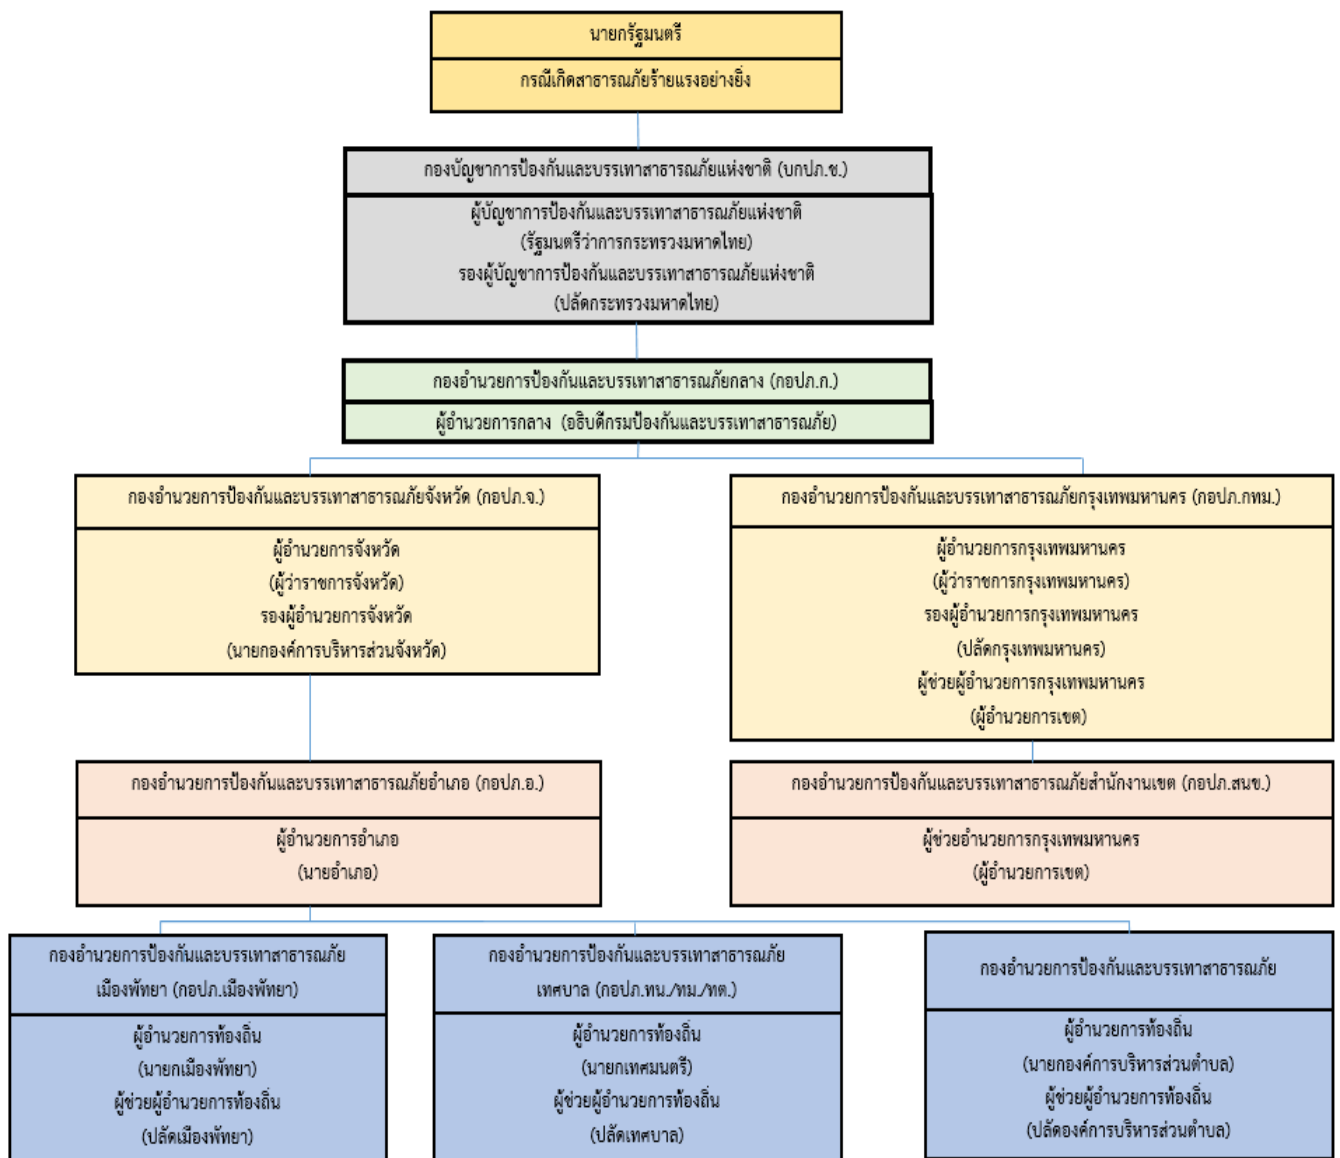 นายกรัฐมนตรี
กรณีเกิดสาธารณภัยร้ายแรงอย่างยิ่ง
กองบัญชาการป้องกันและบรรเทาสาธารณภัยแห่งชาติ (บกปภ.ช.)
ผู้บัญชาการป้องกันและบรรเทาสาธารณภัยแห่งชาติ
(รัฐมนตรีว่าการกระทรวงมหาดไทย)
รองผู้บัญชาการป้องกันและบรรเทาสาธารณภัยแห่งชาติ
(ปลัดกระทรวงมหาดไทย)
กองอำนวยการป้องกันและบรรเทาสาธารณภัยกลาง (กอปภ.ก.)
ผู้อำนวยการกลาง (อธิบดีกรมป้องกันและบรรเทาสาธารณภัย)
กองอำนวยการป้องกันและบรรเทาสาธารณภัยจังหวัด (กอปภ.จ.)
ผู้อำนวยการจังหวัด
(ผู้ว่าราชการจังหวัด)
รองผู้อำนวยการจังหวัด
(นายกองค์การบริหารส่วนจังหวัด)
กองอำนวยการป้องกันและบรรเทาสาธารณภัยกรุงเทพมหานคร (กอปภ.กทม.)
ผู้อำนวยการกรุงเทพมหานคร
(ผู้ว่าราชการกรุงเทพมหานคร)
รองผู้อำนวยการกรุงเทพมหานคร
(ปลัดกรุงเทพมหานคร)
ผู้ช่วยผู้อำนวยการกรุงเทพมหานคร
(ผู้อำนวยการเขต)
กองอำนวยการป้องกันและบรรเทาสาธารณภัยอำเภอ (กอปภ.อ.)
ผู้อำนวยการอำเภอ
(นายอำเภอ)
กองอำนวยการป้องกันและบรรเทาสาธารณภัยสำนักงานเขต (กอปภ.สนข.)
ผู้ช่วยอำนวยการกรุงเทพมหานคร
(ผู้อำนวยการเขต)
กองอำนวยการป้องกันและบรรเทาสาธารณภัย
เมืองพัทยา (กอปภ.เมืองพัทยา)
ผู้อำนวยการท้องถิ่น
(นายกเมืองพัทยา)
ผู้ช่วยผู้อำนวยการท้องถิ่น
(ปลัดเมืองพัทยา)
กองอำนวยการป้องกันและบรรเทาสาธารณภัย
เทศบาล (กอปภ.ทน./ทม./ทต.)
ผู้อำนวยการท้องถิ่น
(นายกเทศมนตรี)
ผู้ช่วยผู้อำนวยการท้องถิ่น
(ปลัดเทศบาล)
กองอำนวยการป้องกันและบรรเทาสาธารณภัย
ผู้อำนวยการท้องถิ่น
(นายกองค์การบริหารส่วนตำบล)
ผู้ช่วยผู้อำนวยการท้องถิ่น
(ปลัดองค์การบริหารส่วนตำบล)